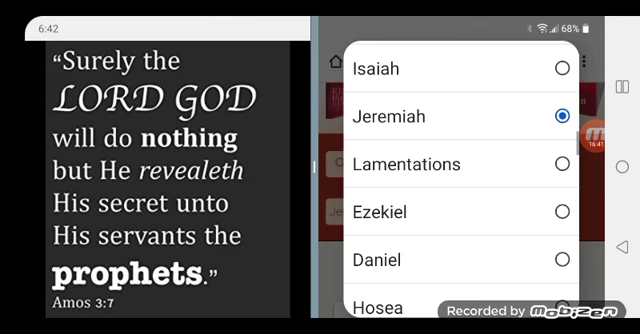 6:42
68%
“Surely the
LORD GOD
will do nothing
but He revealeth
His secret unto
His servants the
prophets.”
Amos 3:7
Isaiah
Jeremiah
Lamentations
Ezekiel
Daniel
Hosea
16:41
Recorded by Mobizen